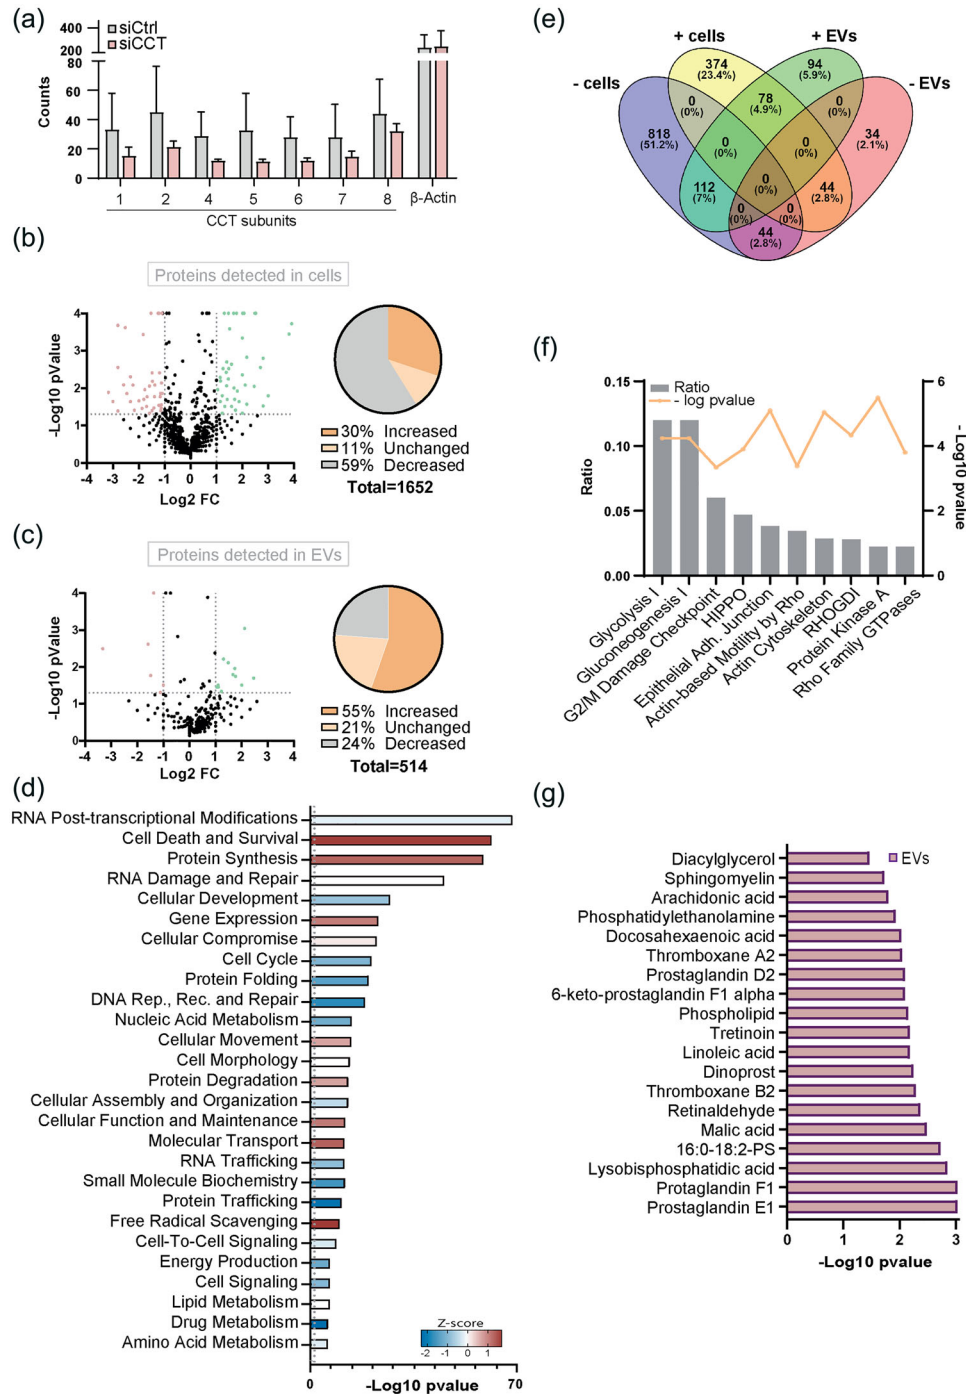 (a)
siCtrl
siCCT
400
200
80
60
40
20
0
Counts
1 2 4 5 6 7 8 β-Actin
CCT subunits
(b)
Proteins detected in cells
4
3
2
1
0
-Log10 pValue
-4 -3 -2 -1 0 1 2 3 4
Log2 FC
30% Increased
11% Unchanged
59% Decreased
Total=1652
(c)
Proteins detected in EVs
4
3
2
1
0
-Log10 pValue
-4 -3 -2 -1 0 1 2 3 4
Log2 FC
55% Increased
21% Unchanged
24% Decreased
Total=514
(d)
RNA Post-transcriptional Modifications
Cell Death and Survival
Protein Synthesis
RNA Damage and Repair
Cellular Development
Gene Expression
Cellular Compromise
Cell Cycle
Protein Folding
DNA Rep., Rec. and Repair
Nucleic Acid Metabolism
Cellular Movement
Cell Morphology
Protein Degradation
Cellular Assembly and Organization
Cellular Function and Maintenance
Molecular Transport
RNA Trafficking
Small Molecule Biochemistry
Protein Trafficking
Free Radical Scavenging
Cell-To-Cell Signaling
Energy Production
Cell Signaling
Lipid Metabolism
Drug Metabolism
Amino Acid Metabolism
Z-score
-2 -1 0 1
0 70
-Log10 pvalue
(e)
+ cells
+ EVs
- cells
- EVs
374
(23.4%)
94
(5.9%)
0
(0%)
78
(4.9%)
0
(0%)
818
(51.2%)
34
(2.1%)
0
(0%)
0
(0%)
0
(0%)
112
(7%)
44
(2.8%)
0
(0%)
0
(0%)
44
(2.8%)
(f)
Ratio
- log pvalue
0.15
0.10
0.05
0.00
Ratio
6
4
2
0
- Log10 pvalue
Glycolysis I
Gluconeogenesis I
G2/M Damage Checkpoint
HIPPO
Epithelial Adh. Junction
Actin-based Motility by Rho
Actin Cytoskeleton
RHOGDI
Protein Kinase A
Rho Family GTPases
(g)
EVs
Diacylglycerol
Sphingomyelin
Arachidonic acid
Phosphatidylethanolamine
Docosahexaenoic acid
Thromboxane A2
Prostaglandin D2
6-keto-prostaglandin F1 alpha
Phospholipid
Tretinoin
Linoleic acid
Dinoprost
Thromboxane B2
Retinaldehyde
Malic acid
16:0-18:2-PS
Lysobisphosphatidic acid
Protaglandin F1
Prostaglandin E1
0 1 2 3
-Log10 pvalue